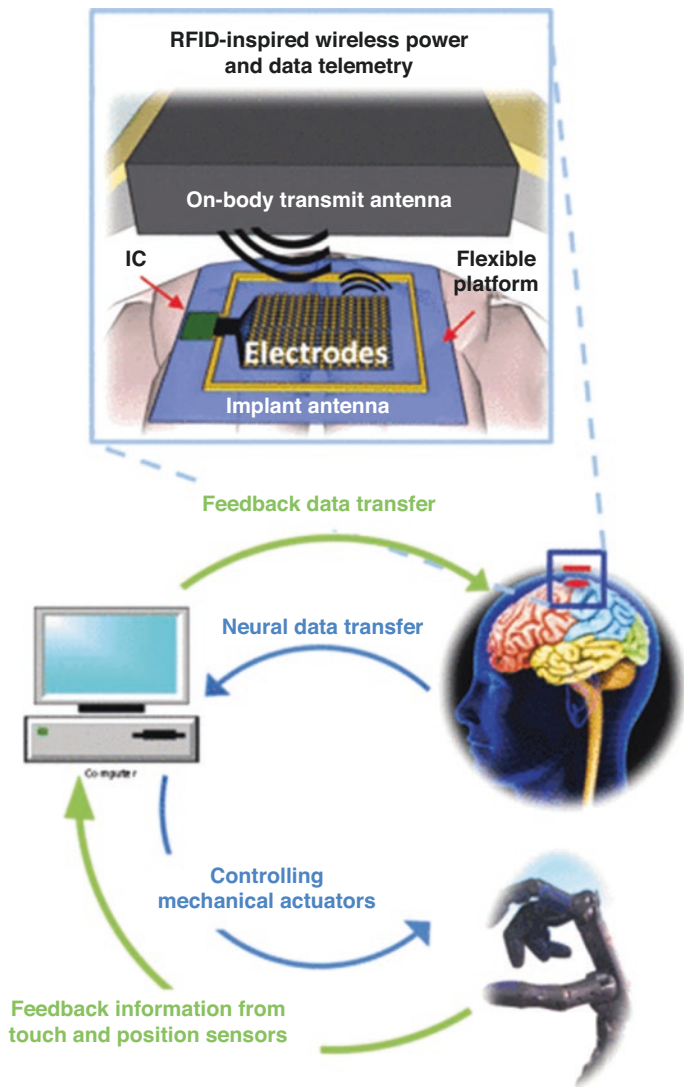 RFID-inspired wireless power
and data telemetry
On-body transmit antenna
IC
Flexible
platform
Electrodes
Implant antenna
Feedback data transfer
Neural data transfer
Computer
Controlling
mechanical actuators
Feedback information from
touch and position sensors